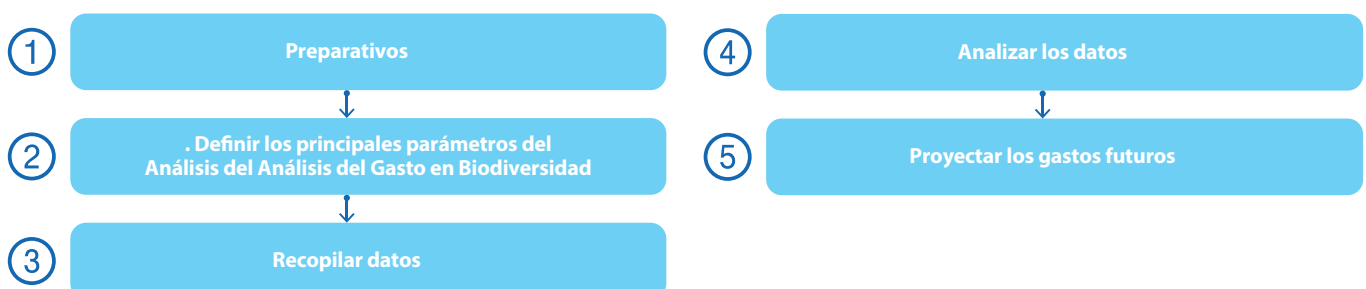 1
Preparativos
2
. Definir los principales parámetros del
Análisis del Análisis del Gasto en Biodiversidad
3
Recopilar datos
4
Analizar los datos
5
Proyectar los gastos futuros